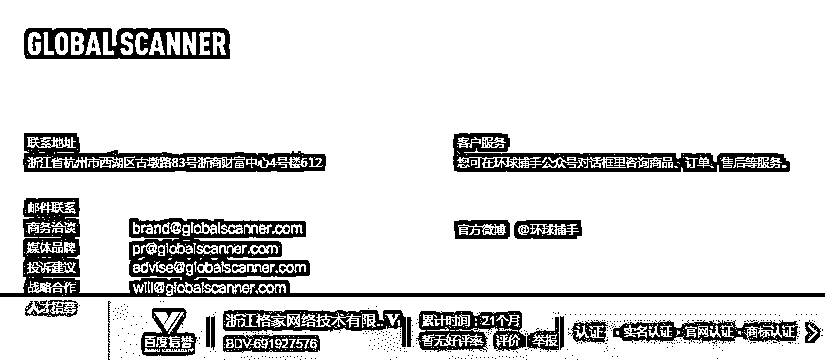 GLOBAL SCANNER
联系地址
浙江省杭州市西湖区古墩路83号浙商财富中心4号楼612
客户服务
您可在环球捕手公众号对话框里咨询商品、订单、售后等服务。
邮件联系
商务洽谈 brand@globalscanner.com
官方微博 @环球捕手
媒体品牌 pr@globalscanner.com
投诉建议 advise@globalscanner.com
战略合作 will@globalscanner.com
人才招募
百度信誉
浙江格家网络技术有限... V
BDV-691927576
累计时间：21个月
暂无好评率 评价 举报
认证 · 实名认证 · 官网认证 · 商标认证